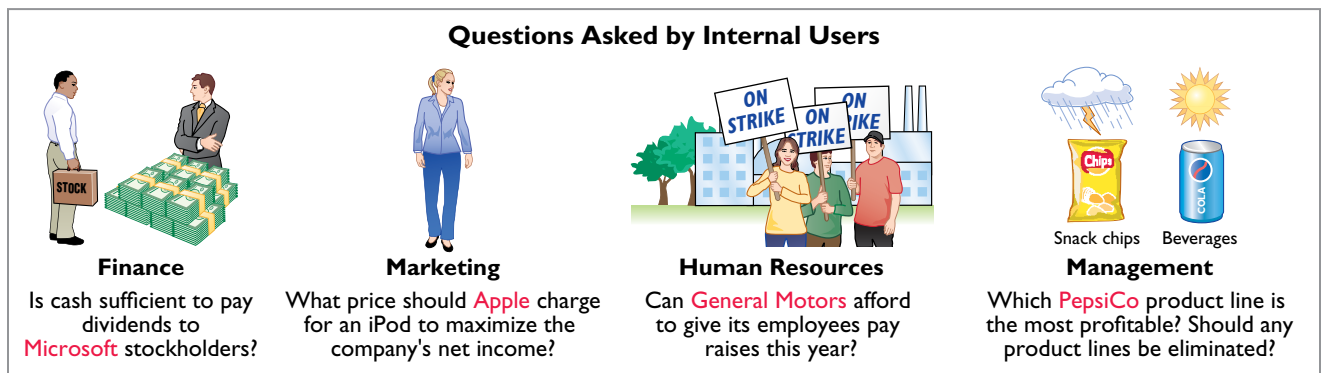 Questions Asked by Internal Users
STOCK
ON
STRIKE
ON
STRIKE
ON
IKE
Chips
COLA
Snack chips
Beverages
Finance
Is cash sufficient to pay
dividends to
Microsoft stockholders?
Marketing
What price should Apple charge
for an iPod to maximize the
company's net income?
Human Resources
Can General Motors afford
to give its employees pay
raises this year?
Management
Which PepsiCo product line is
the most profitable? Should any
product lines be eliminated?